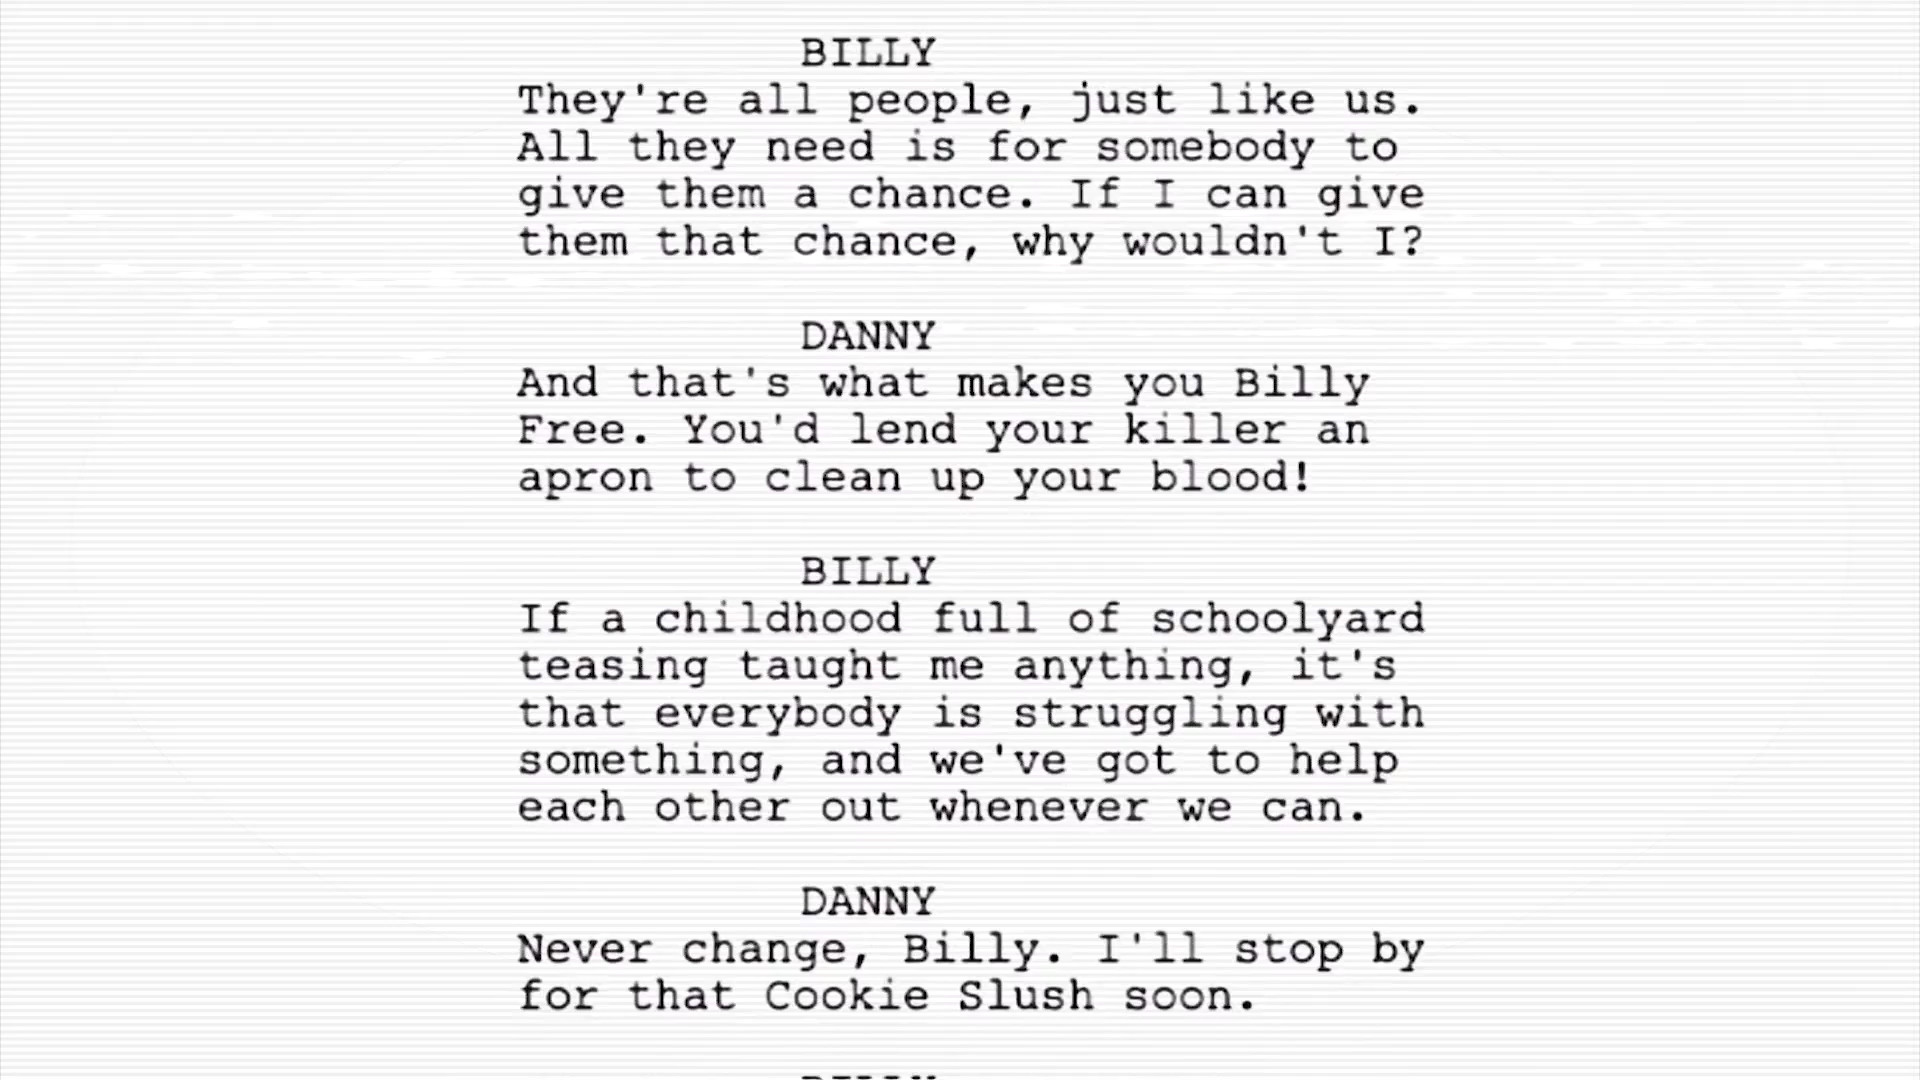 BILLY
They're all people, just like us.
All they need is for somebody to
give them a chance. If I can give
them that chance, why wouldn't I?
DANNY
And that's what makes you Billy
Free. You'd lend your killer an
apron to clean up your blood!
BILLY
If a childhood full of schoolyard
teasing taught me anything, it's
that everybody is struggling with
something, and we've got to help
each other out whenever we can.
DANNY
Never change, Billy. I'll stop by
for that Cookie Slush soon.